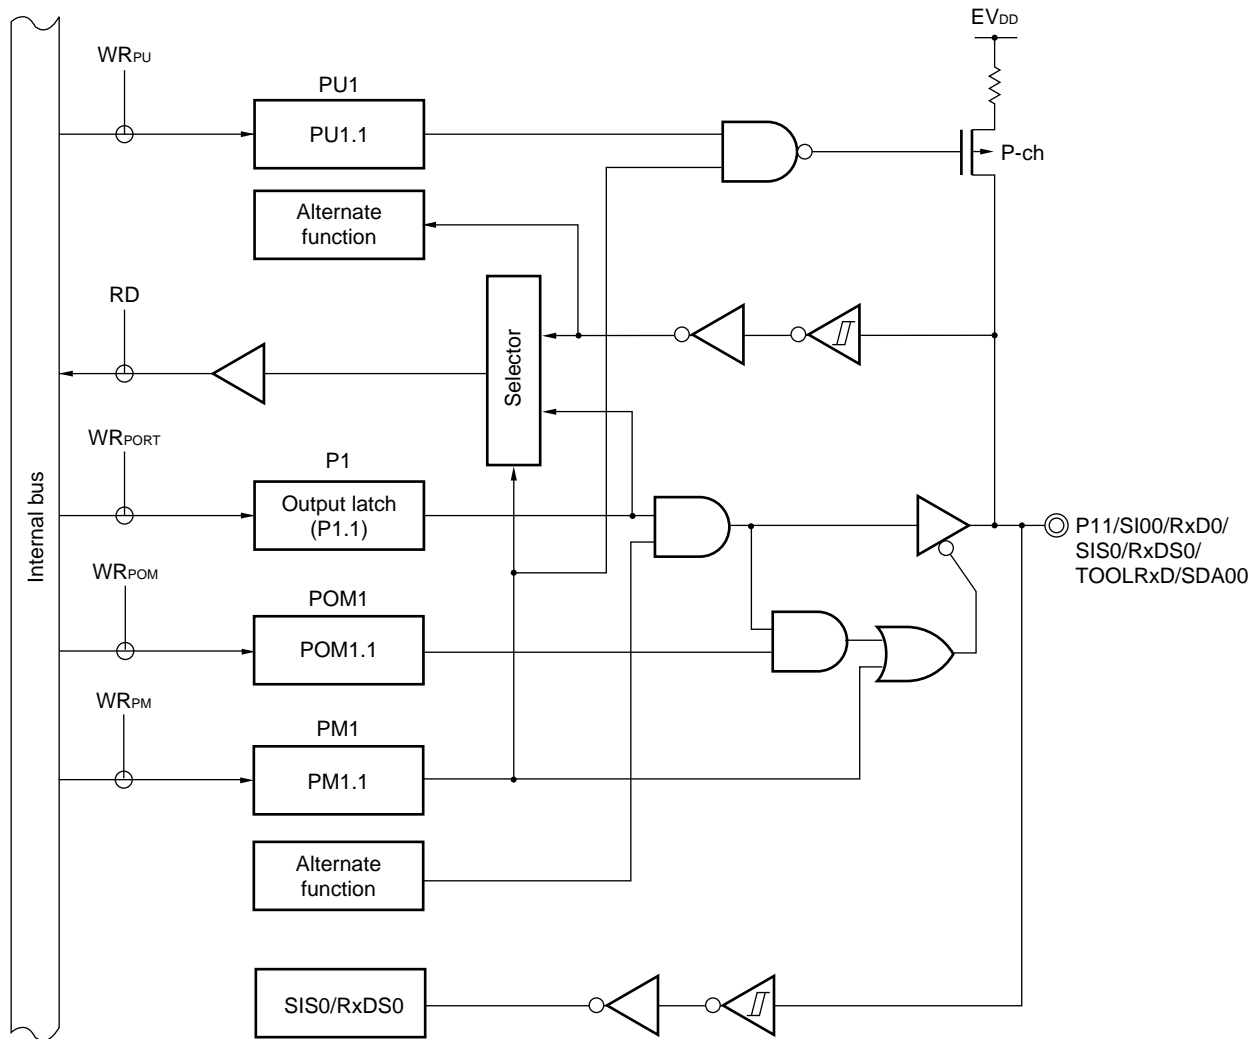 EVDD
WRPU
PU1
PU1.1
P-ch
Alternate
function
RD
Selector
WRPORT
P1
Output latch
(P1.1)
Internal bus
P11/SI00/RxD0/
SIS0/RxDS0/
TOOLRxD/SDA00
WRPOM
POM1
POM1.1
WRPM
PM1
PM1.1
Alternate
function
SIS0/RxDS0